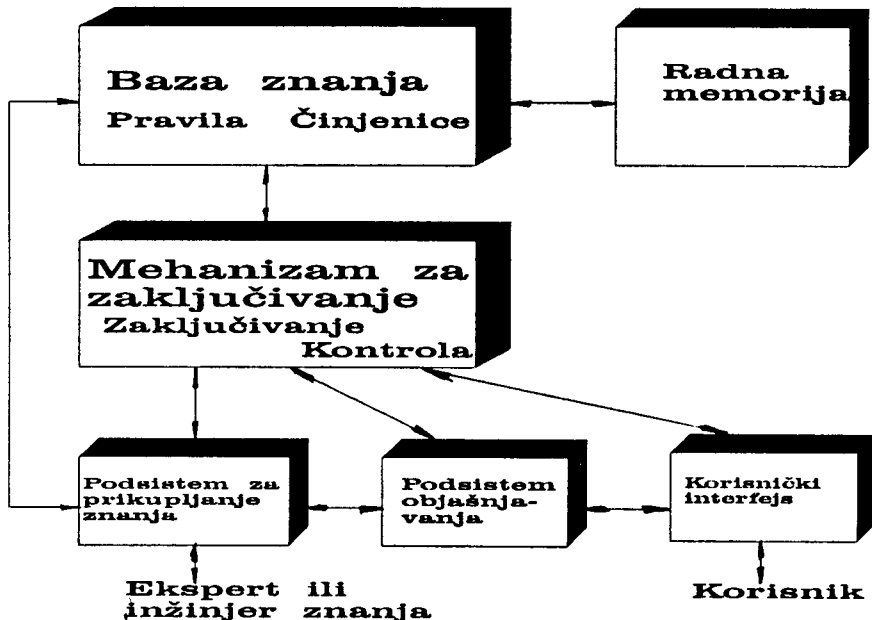 Baza znanja
Pravila Činjenice
Radna
memorija
Mehanizam za
zaključivanje
Zaključivanje
Kontrola
Podsistem za
prikupljanje
znanja
Podsistem
objašnja-
vanja
Korisnički
interfejs
Ekspert ili
inžinjer znanja
Korisnik